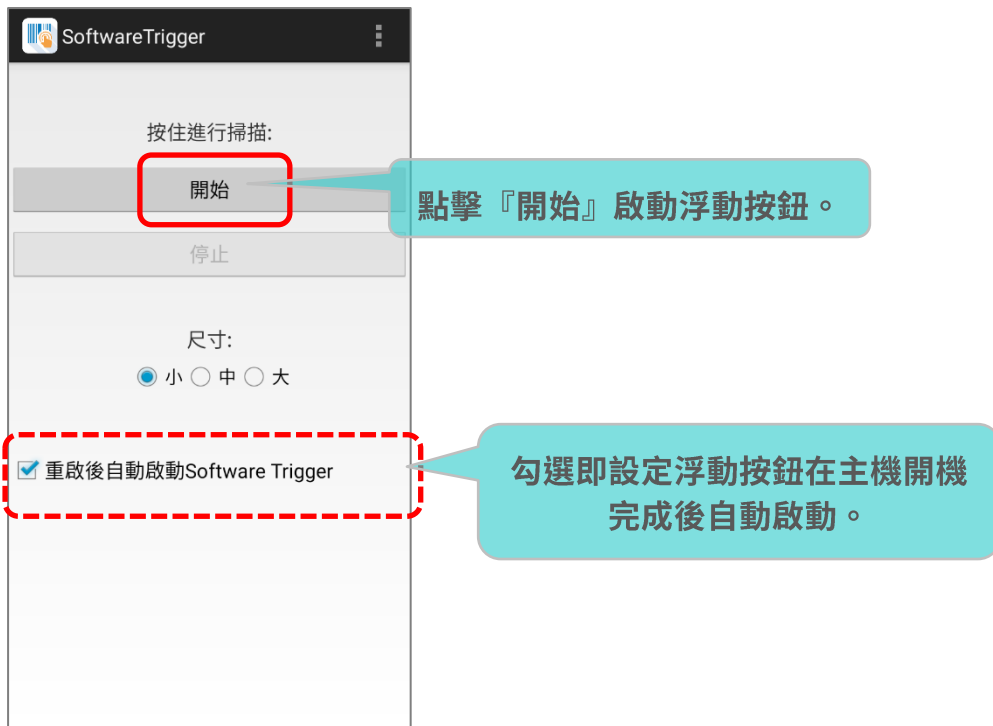 SoftwareTrigger
按住進行掃描:
開始
點擊『開始』啟動浮動按鈕。
停止
尺寸:
小 中 大
重啟後自動啟動Software Trigger
勾選即設定浮動按鈕在主機開機
完成後自動啟動。